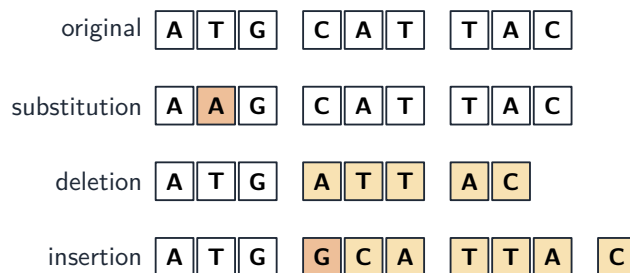 original A T G C A T T A C
substitution A A G C A T T A C
deletion A T G A T T A C
insertion A T G G C A T T A C